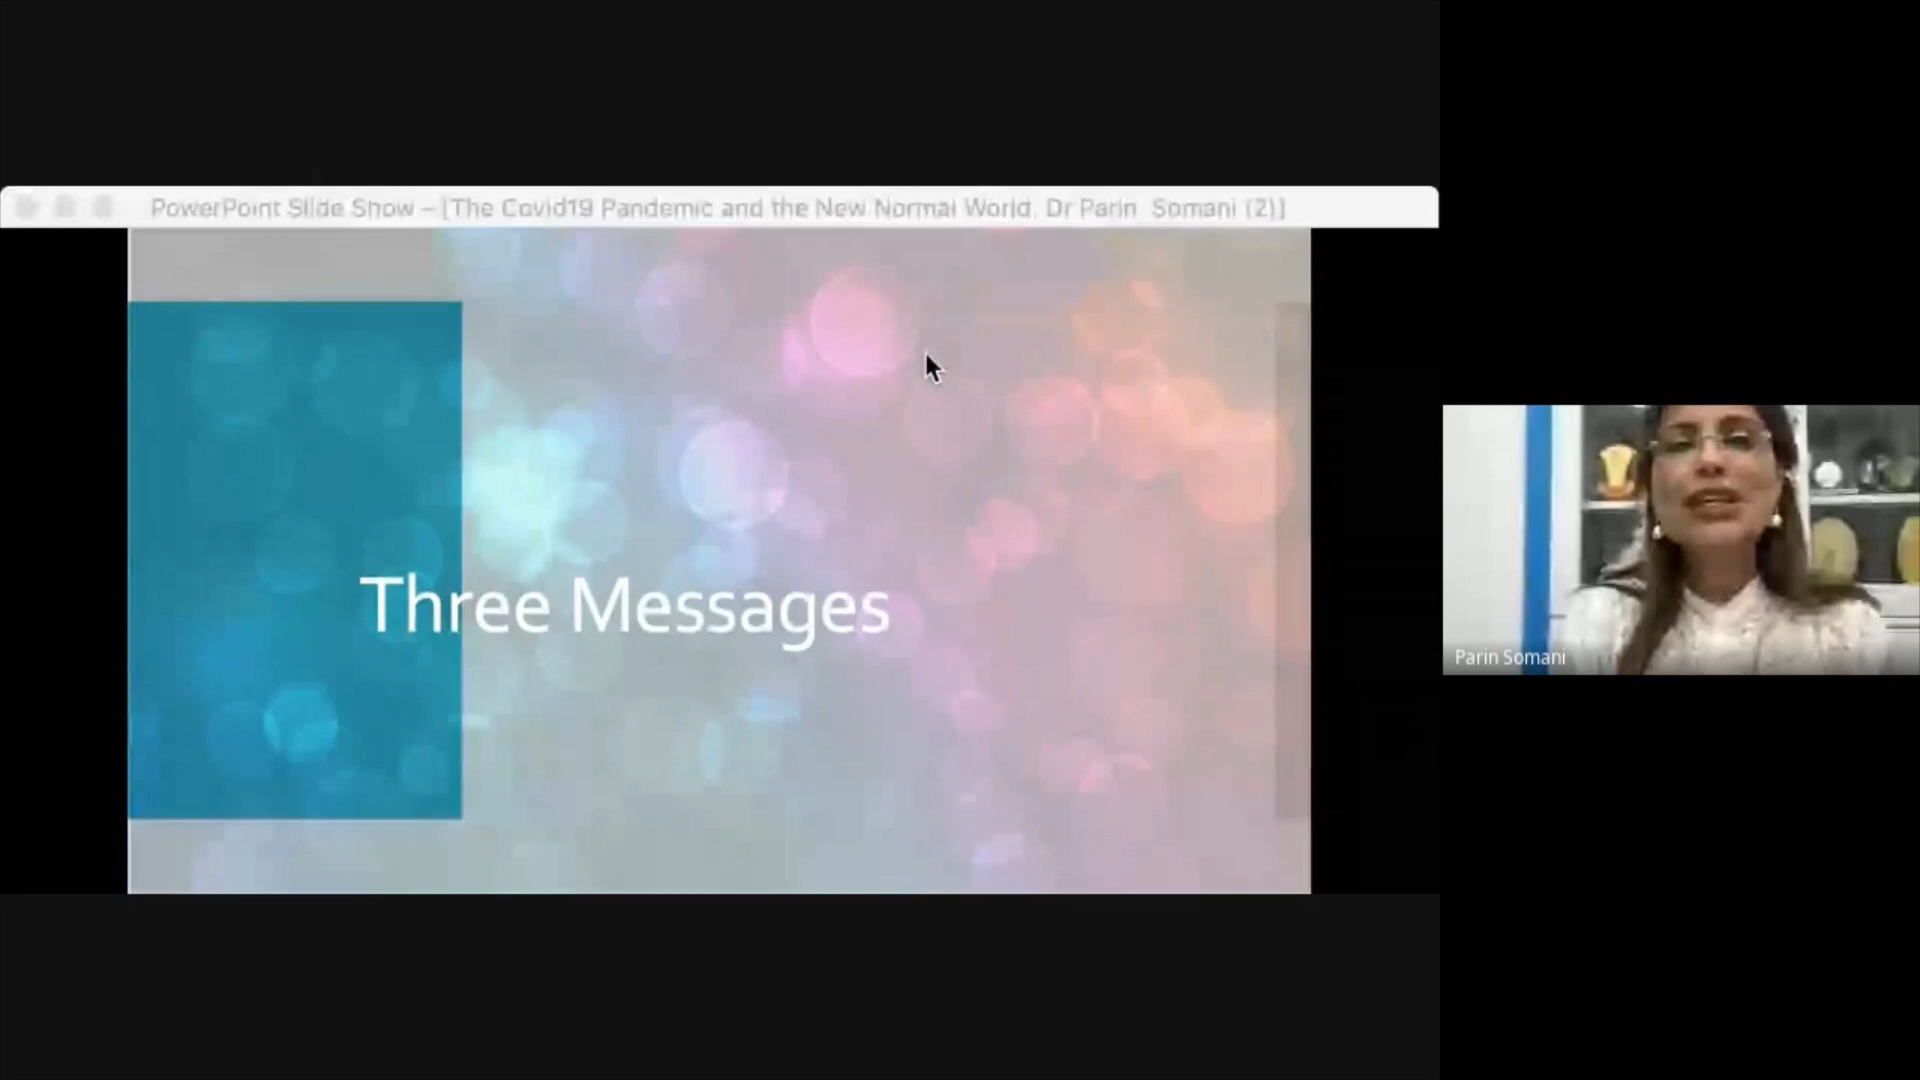 PowerPoint Slide Show – [The Covid19 Pandemic and the New Normal World, Dr Parin  Somani (2)]
Three Messages
Parin Somani